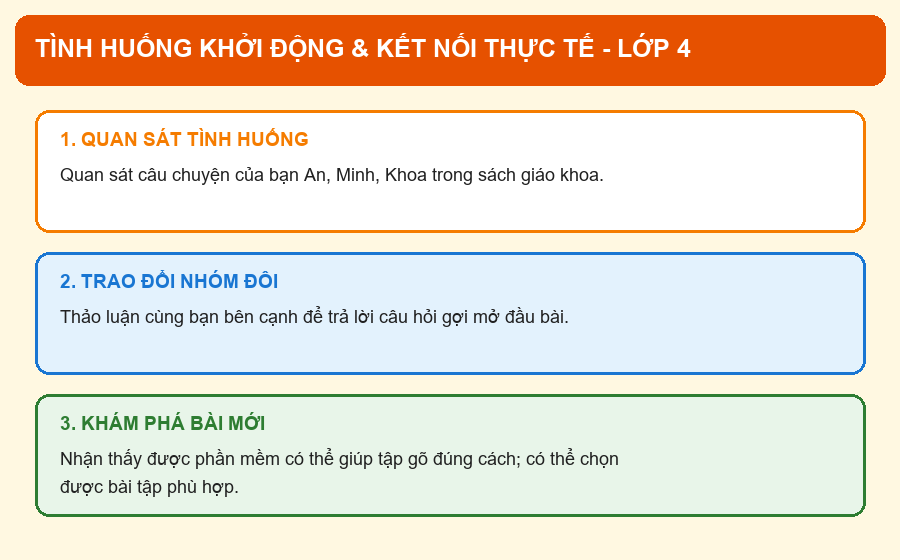 TÌNH HUỐNG KHỞI ĐỘNG & KẾT NỐI THỰC TẾ - LỚP 4
1. QUAN SÁT TÌNH HUỐNG
Quan sát câu chuyện của bạn An, Minh, Khoa trong sách giáo khoa.
2. TRAO ĐỔI NHÓM ĐÔI
Thảo luận cùng bạn bên cạnh để trả lời câu hỏi gợi mở đầu bài.
3. KHÁM PHÁ BÀI MỚI
Nhận thấy được phần mềm có thể giúp tập gõ đúng cách; có thể chọn
được bài tập phù hợp.